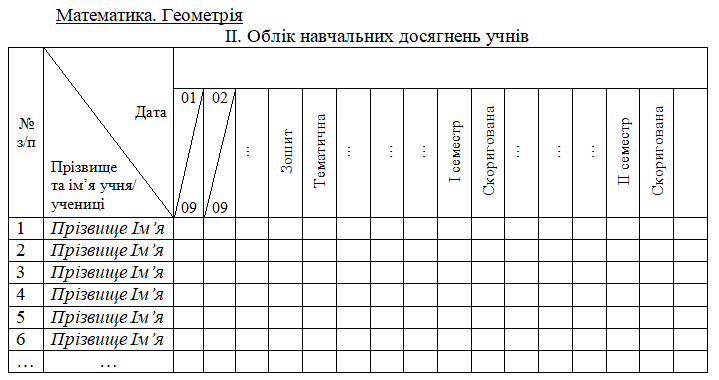 Математика. Геометрія
ІІ. Облік навчальних досягнень учнів
№
з/п
Дата
Прізвище
та ім’я учня/
учениці
01
09
02
09
...
Зошит
Тематична
...
...
...
І семестр
Скоригована
...
...
...
ІІ семестр
Скоригована
1 Прізвище Ім’я
2 Прізвище Ім’я
3 Прізвище Ім’я
4 Прізвище Ім’я
5 Прізвище Ім’я
6 Прізвище Ім’я
… …